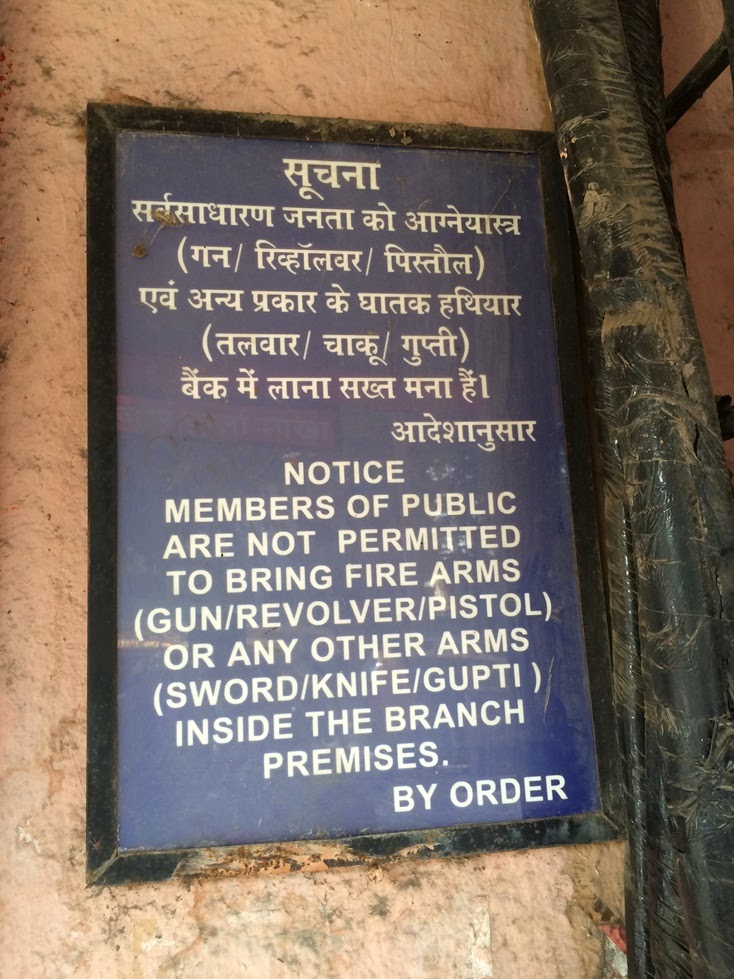 सूचना
सर्वसाधारण जनता को आग्नेयास्त्र
(गन/ रिव्हॉलवर/ पिस्तौल)
एवं अन्य प्रकार के घातक हथियार
(तलवार/ चाकू/ गुप्ती)
बैंक में लाना सख्त मना हैं।
आदेशानुसार
NOTICE
MEMBERS OF PUBLIC
ARE NOT PERMITTED
TO BRING FIRE ARMS
(GUN/REVOLVER/PISTOL)
OR ANY OTHER ARMS
(SWORD/KNIFE/GUPTI )
INSIDE THE BRANCH
PREMISES.
BY ORDER